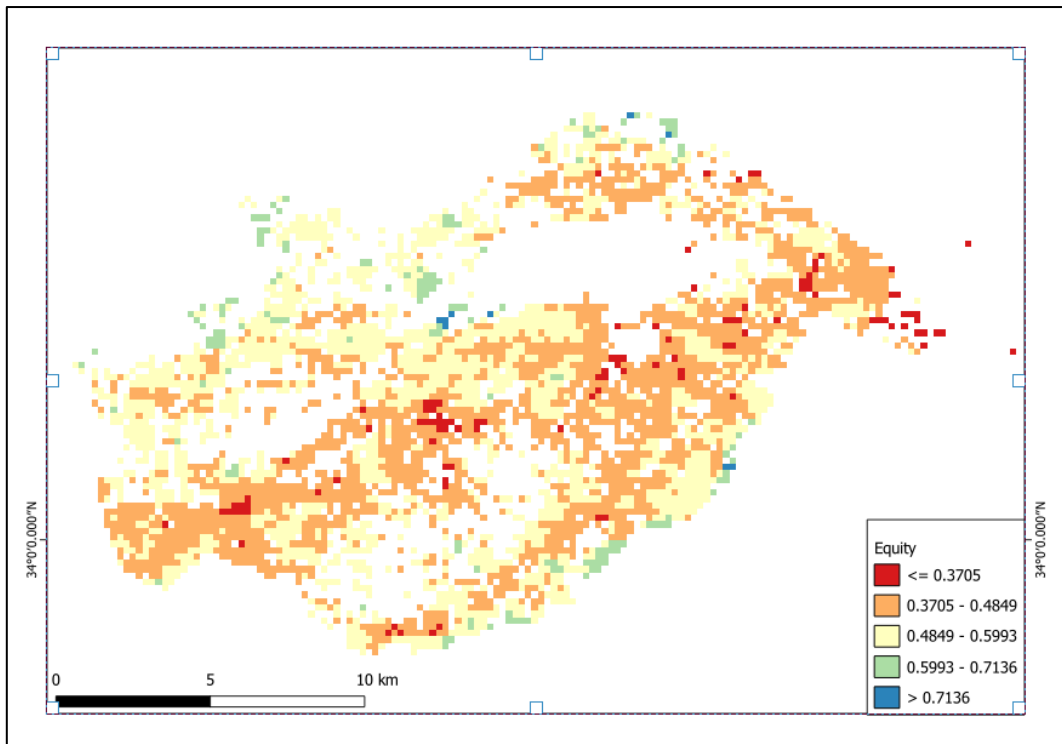 34°0'0.000"N
34°0'0.000"N
Equity
<= 0.3705
0.3705 - 0.4849
0.4849 - 0.5993
0.5993 - 0.7136
> 0.7136
0 5 10 km